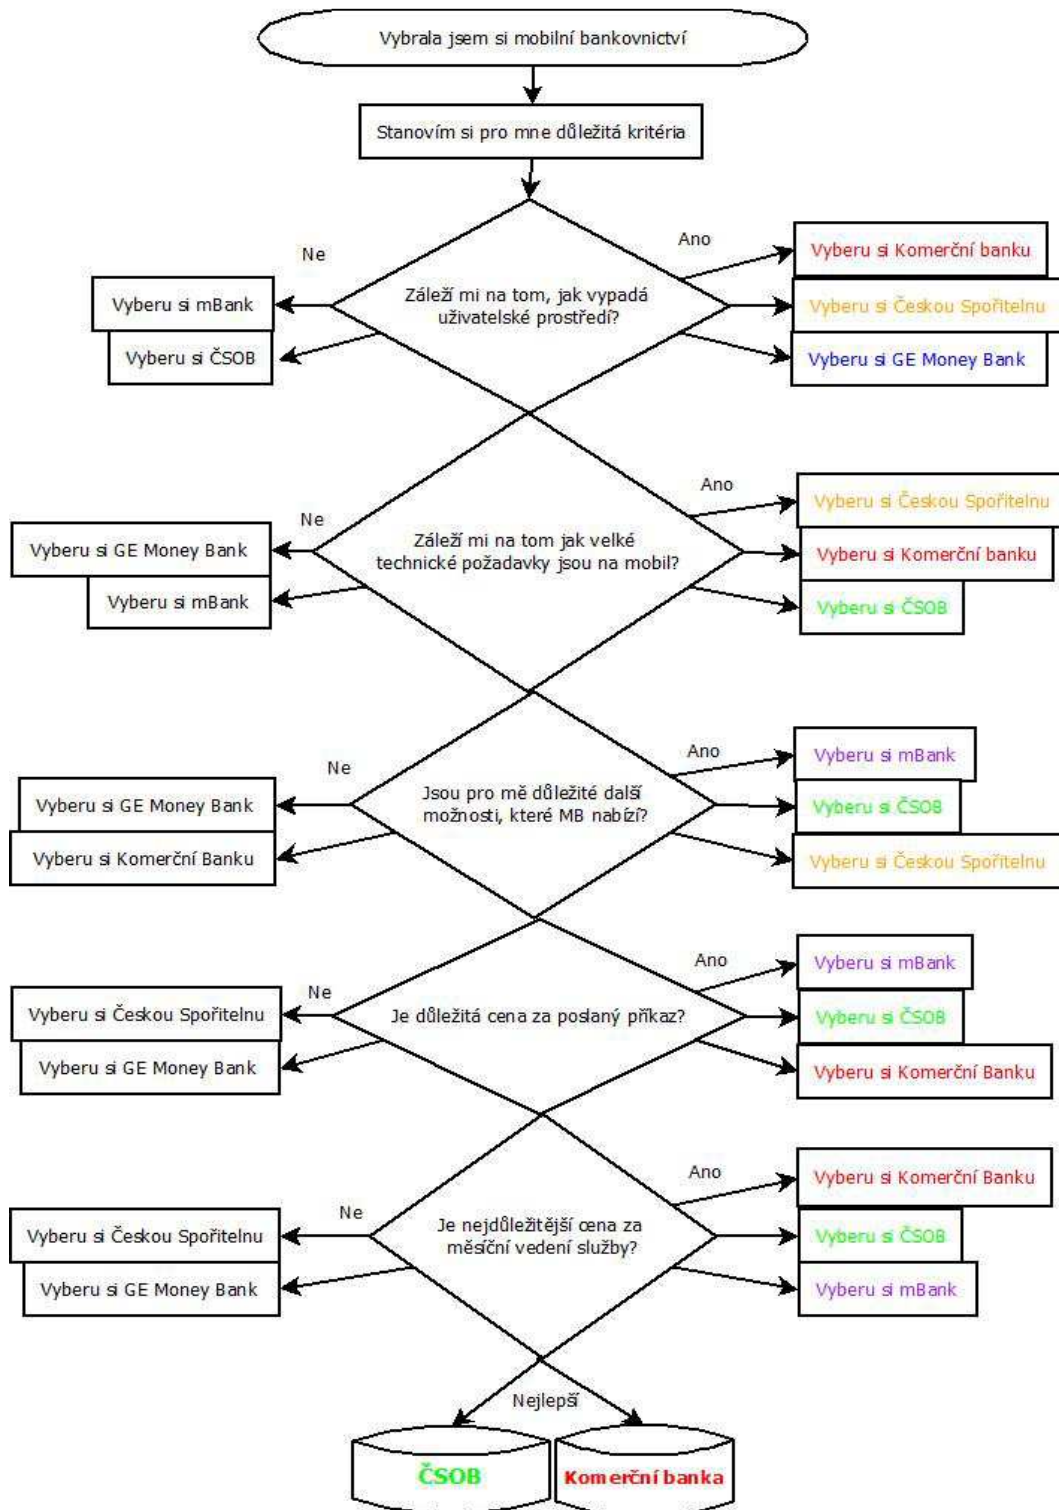 Vybrala jsem si mobilní bankovnictví
Stanovím si pro mne důležitá kritéria
Ne
Ano
Záleží mi na tom, jak vypadá
uživatelské prostředí?
Vyberu si mBank
Vyberu si ČSOB
Vyberu si Komerční banku
Vyberu si Českou Spořitelnu
Vyberu si GE Money Bank
Ne
Ano
Záleží mi na tom jak velké
technické požadavky jsou na mobil?
Vyberu si GE Money Bank
Vyberu si mBank
Vyberu si Českou Spořitelnu
Vyberu si Komerční banku
Vyberu si ČSOB
Ne
Ano
Jsou pro mě důležité další
možnosti, které MB nabízí?
Vyberu si GE Money Bank
Vyberu si Komerční Banku
Vyberu si mBank
Vyberu si ČSOB
Vyberu si Českou Spořitelnu
Ne
Ano
Je důležitá cena za poslaný příkaz?
Vyberu si Českou Spořitelnu
Vyberu si GE Money Bank
Vyberu si mBank
Vyberu si ČSOB
Vyberu si Komerční Banku
Ne
Ano
Je nejdůležitější cena za
měsíční vedení služby?
Vyberu si Českou Spořitelnu
Vyberu si GE Money Bank
Vyberu si Komerční Banku
Vyberu si ČSOB
Vyberu si mBank
Nejlepší
ČSOB
Komerční banka